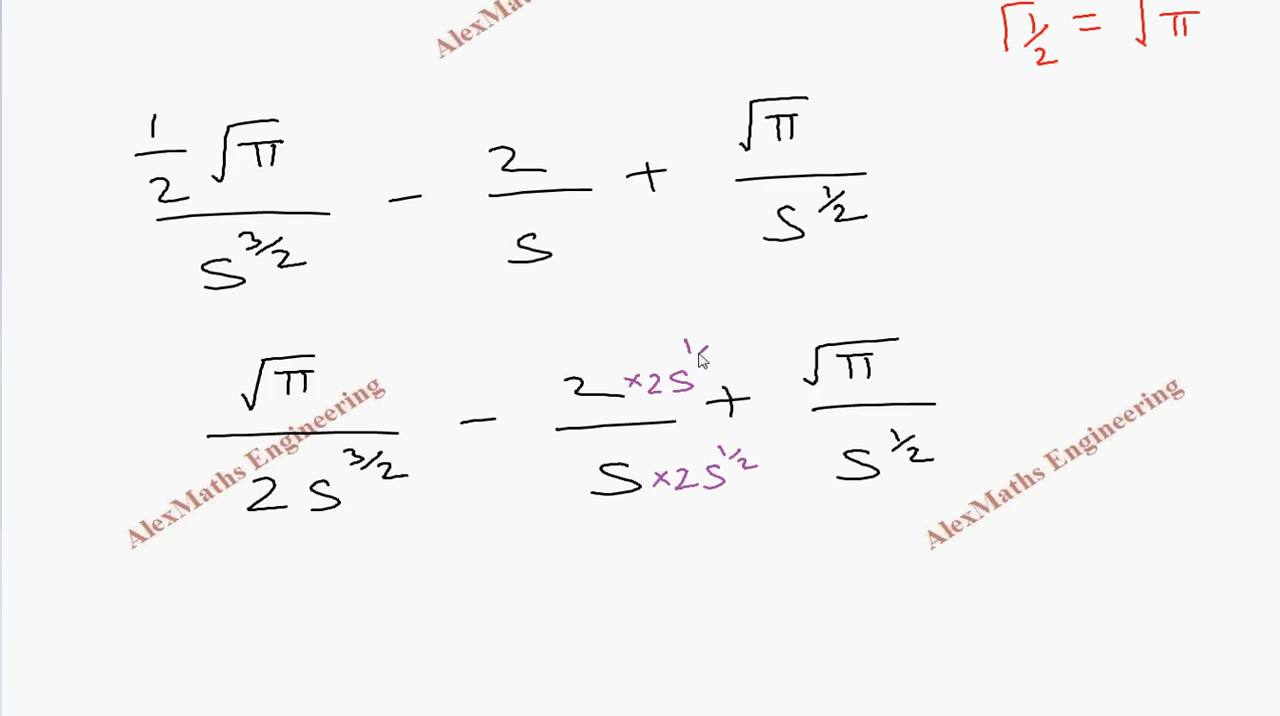 AlexMaths
Γ1/2 = √π
1/2 √π / S^3/2 - 2/S + √π / S^1/2
√π / 2S^3/2 - 2 ×2S^1/ / S ×2S^1/2 + √π / S^1/2
AlexMaths Engineering
AlexMaths Engineering